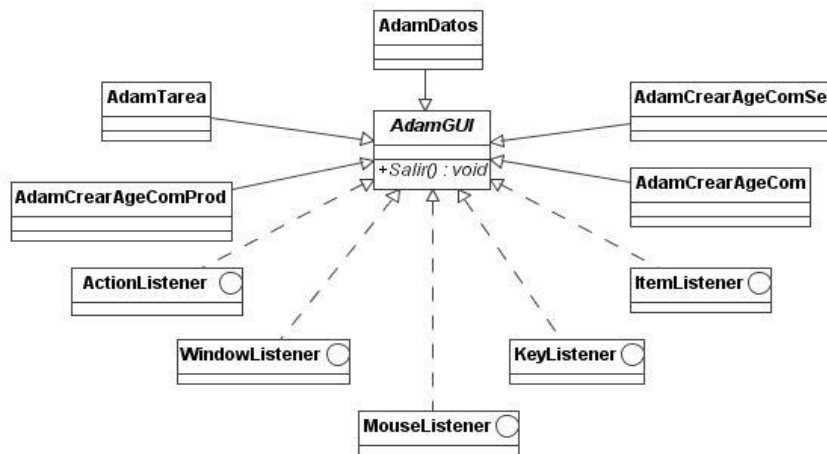 AdamDatos
AdamTarea
AdamGUI
AdamCrearAgeComSe
+Salir() : void
AdamCrearAgeComProd
AdamCrearAgeCom
ActionListener
ItemListener
WindowListener
KeyListener
MouseListener